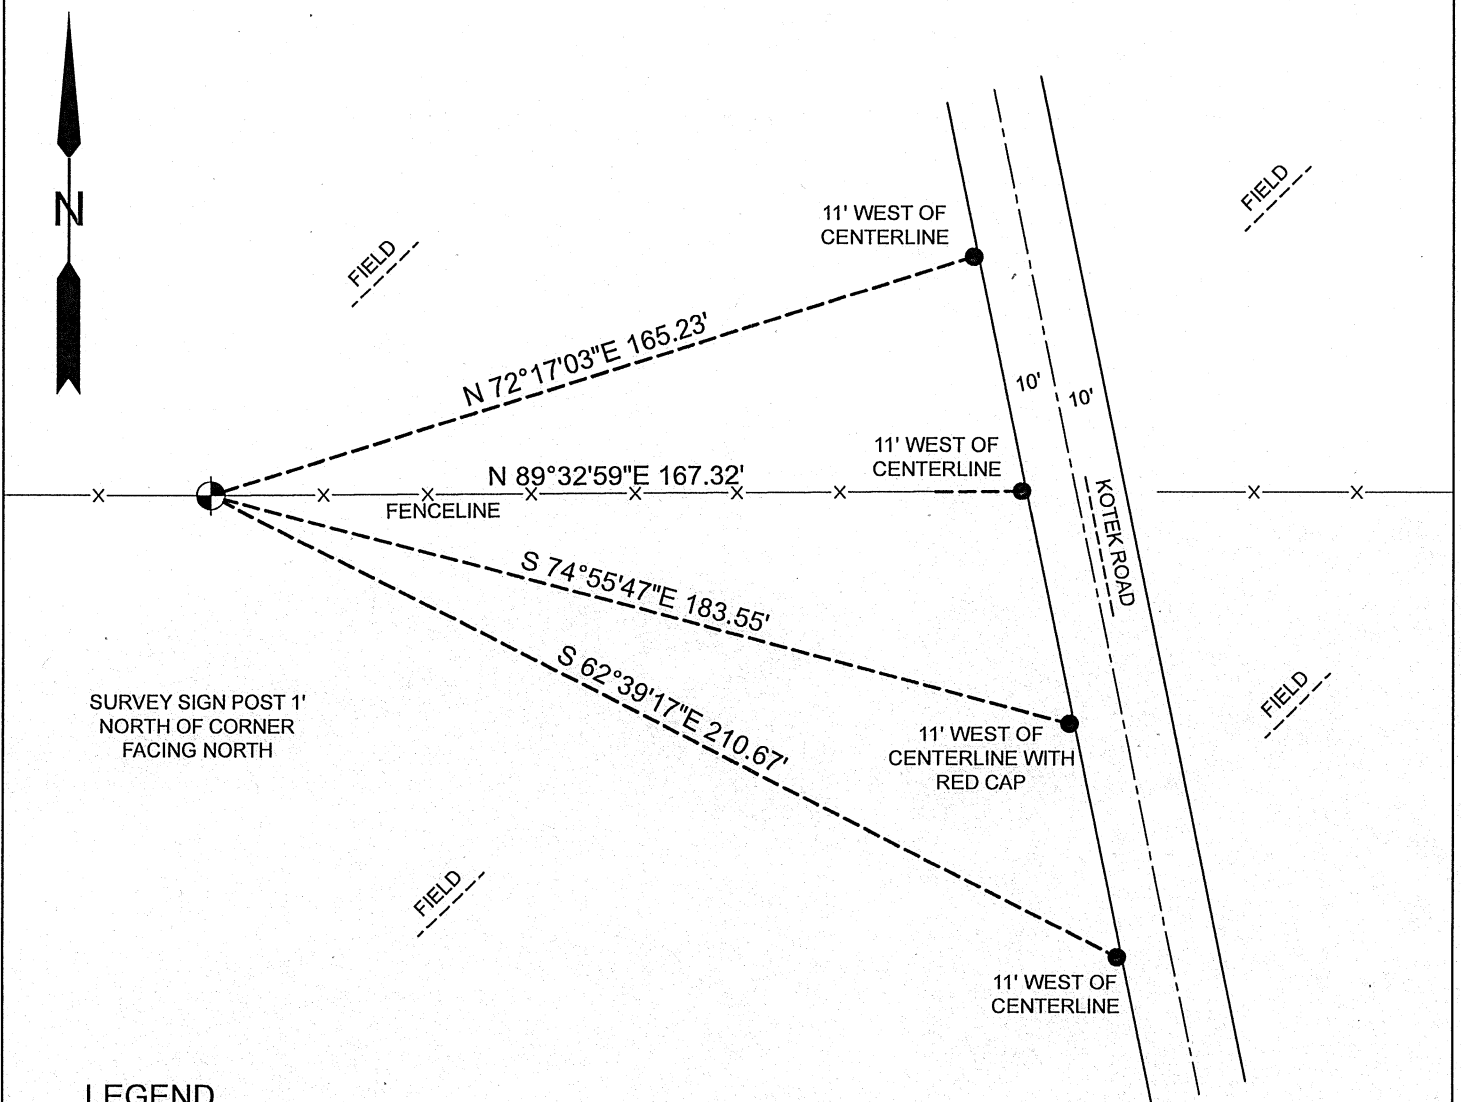 N
FIELD
FIELD
11' WEST OF
CENTERLINE
N 72°17'03"E 165.23'
10'
10'
11' WEST OF
CENTERLINE
N 89°32'59"E 167.32'
X X X X X X X X X
FENCELINE
KOTEK ROAD
S 74°55'47"E 183.55'
S 62°39'17"E 210.67'
SURVEY SIGN POST 1'
NORTH OF CORNER
FACING NORTH
11' WEST OF
CENTERLINE WITH
RED CAP
FIELD
FIELD
11' WEST OF
CENTERLINE
LEGEND